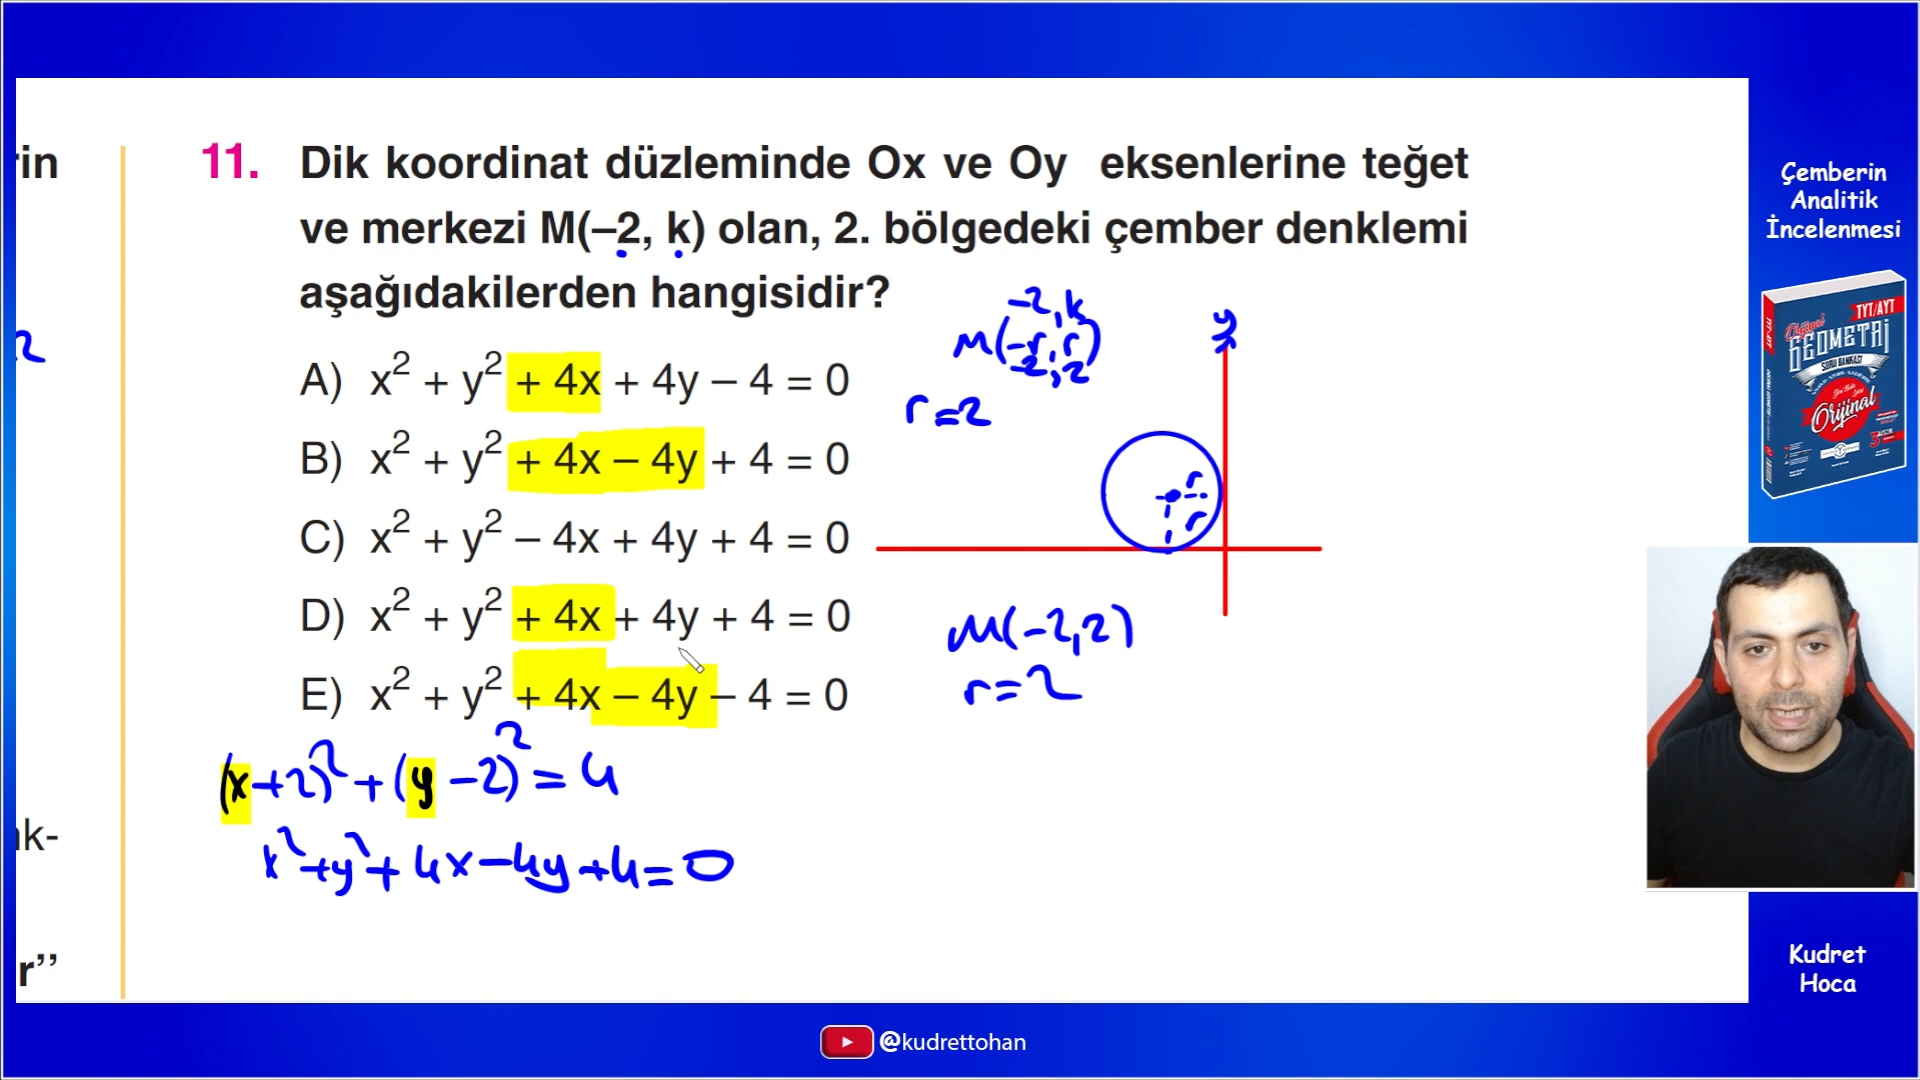 rin
2
ık-
r’’
11. Dik koordinat düzleminde Ox ve Oy eksenlerine teğet
ve merkezi M(–2, k) olan, 2. bölgedeki çember denklemi
aşağıdakilerden hangisidir?
A) x² + y² + 4x + 4y – 4 = 0
B) x² + y² + 4x – 4y + 4 = 0
C) x² + y² – 4x + 4y + 4 = 0
D) x² + y² + 4x + 4y + 4 = 0
E) x² + y² + 4x – 4y – 4 = 0
(x+2)² + (y-2)² = 4
x² + y² + 4x - 4y + 4 = 0
-2, k
M(-r, r)
-2, 2
r = 2
y
r
r
M(-2, 2)
r = 2
Çemberin
Analitik
İncelenmesi
TYT/AYT
GEOMETRİ
SORU BANKASI
Orijinal
Kudret
Hoca
@kudrettohan